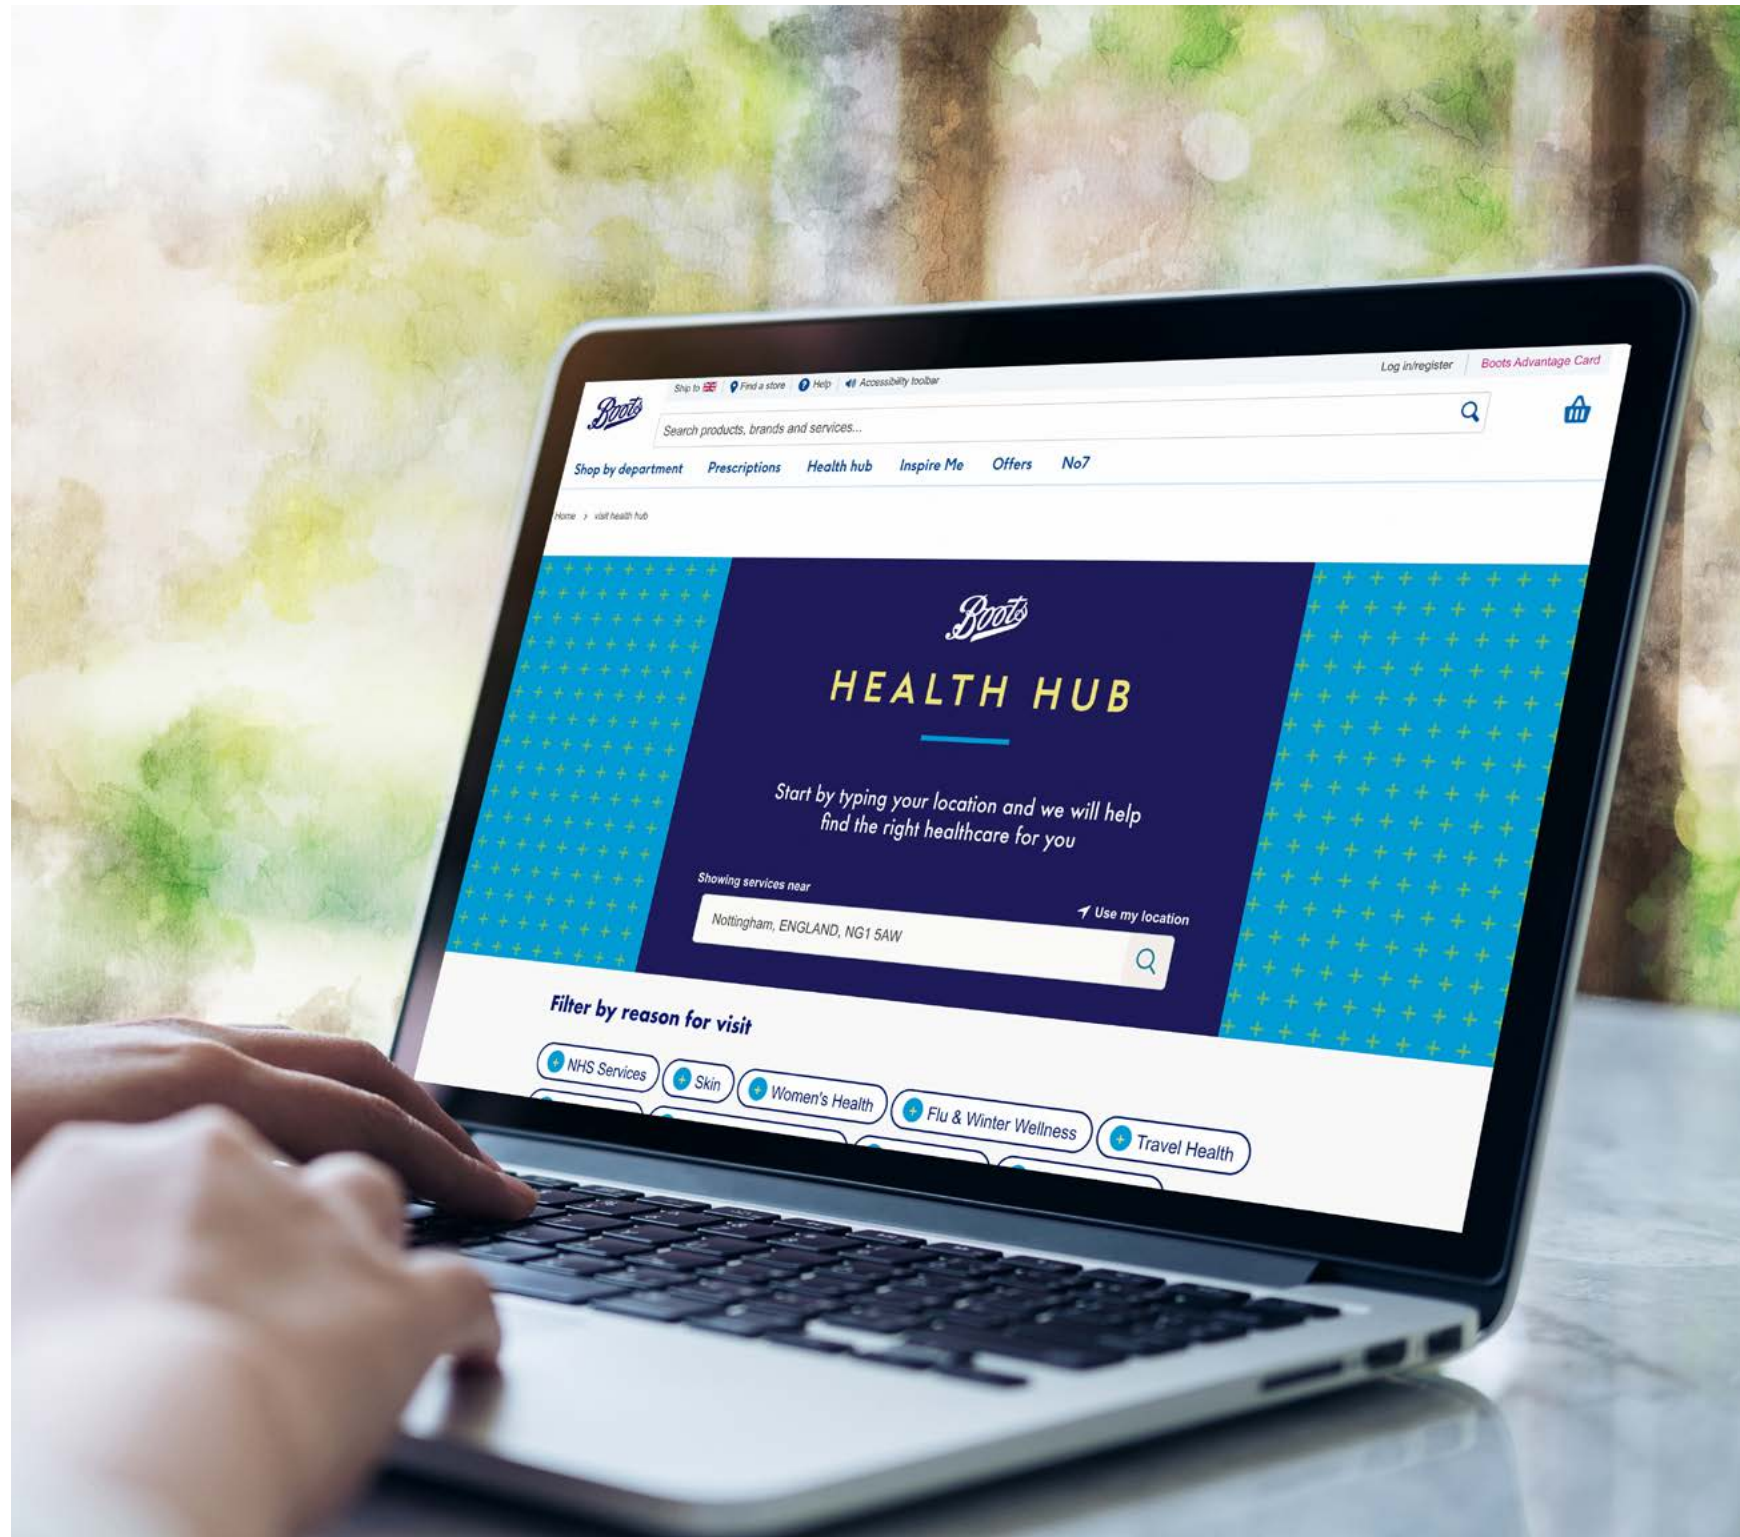 Log in/register
Boots Advantage Card
Ship to
Find a store
Help
Accessibility toolbar
Boots
Search products, brands and services...
Shop by department
Prescriptions
Health hub
Inspire Me
Offers
No7
Home > visit health hub
Boots
HEALTH HUB
Start by typing your location and we will help
find the right healthcare for you
Showing services near
Use my location
Nottingham, ENGLAND, NG1 5AW
Filter by reason for visit
+ NHS Services
+ Skin
+ Women's Health
+ Flu & Winter Wellness
+ Travel Health